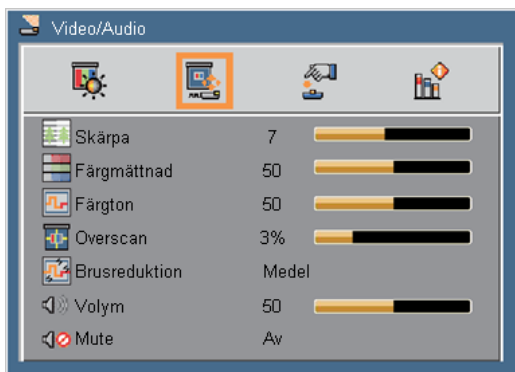 Video/Audio
Skärpa 7
Färgmättnad 50
Färgton 50
Overscan 3%
Brusreduktion Medel
Volym 50
Mute Av